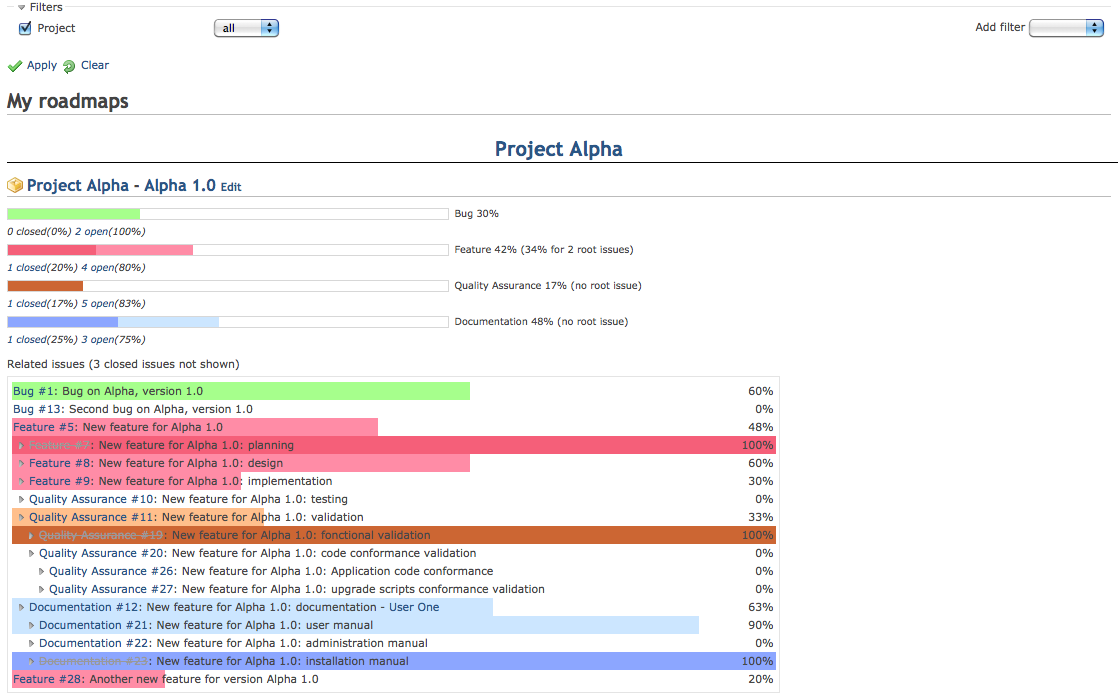 Filters
Project all Add filter
Apply Clear
My roadmaps
Project Alpha
Project Alpha - Alpha 1.0 Edit
Bug 30%
0 closed(0%) 2 open(100%)
Feature 42% (34% for 2 root issues)
1 closed(20%) 4 open(80%)
Quality Assurance 17% (no root issue)
1 closed(17%) 5 open(83%)
Documentation 48% (no root issue)
1 closed(25%) 3 open(75%)
Related issues (3 closed issues not shown)
Bug #1: Bug on Alpha, version 1.0 60%
Bug #13: Second bug on Alpha, version 1.0 0%
Feature #5: New feature for Alpha 1.0 48%
Feature #7: New feature for Alpha 1.0: planning 100%
Feature #8: New feature for Alpha 1.0: design 60%
Feature #9: New feature for Alpha 1.0: implementation 30%
Quality Assurance #10: New feature for Alpha 1.0: testing 0%
Quality Assurance #11: New feature for Alpha 1.0: validation 33%
Quality Assurance #19: New feature for Alpha 1.0: fonctional validation 100%
Quality Assurance #20: New feature for Alpha 1.0: code conformance validation 0%
Quality Assurance #26: New feature for Alpha 1.0: Application code conformance 0%
Quality Assurance #27: New feature for Alpha 1.0: upgrade scripts conformance validation 0%
Documentation #12: New feature for Alpha 1.0: documentation - User One 63%
Documentation #21: New feature for Alpha 1.0: user manual 90%
Documentation #22: New feature for Alpha 1.0: administration manual 0%
Documentation #23: New feature for Alpha 1.0: installation manual 100%
Feature #28: Another new feature for version Alpha 1.0 20%